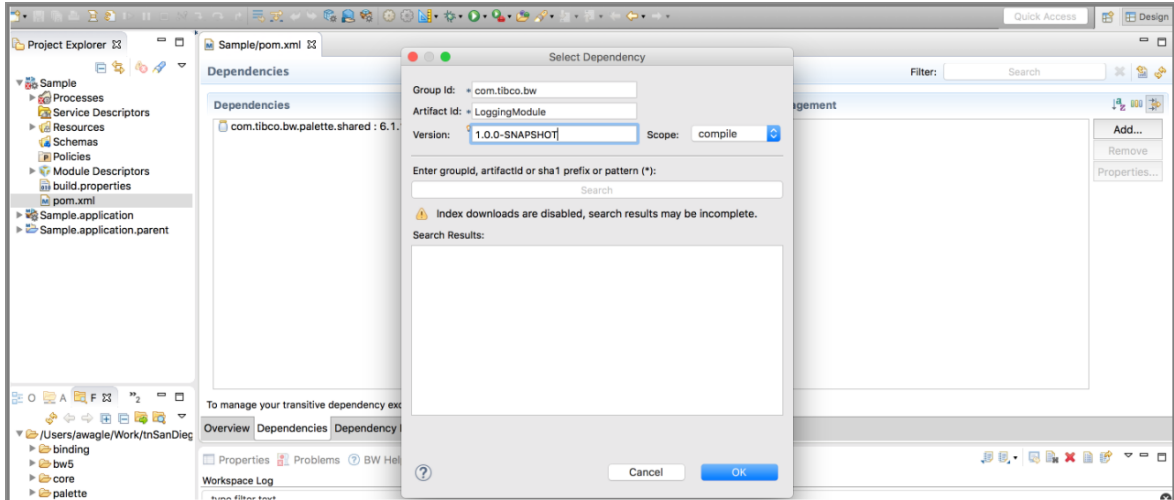 Quick Access
Design
Project Explorer
Sample
Processes
Service Descriptors
Resources
Schemas
Policies
Module Descriptors
build.properties
pom.xml
Sample.application
Sample.application.parent
Sample/pom.xml
Dependencies
Filter:
Search
Dependencies
agement
com.tibco.bw.palette.shared : 6.1.
Add...
Remove
Properties...
Select Dependency
Group Id: * com.tibco.bw
Artifact Id: * LoggingModule
Version: 1.0.0-SNAPSHOT Scope: compile
Enter groupId, artifactId or sha1 prefix or pattern (*):
Search
Index downloads are disabled, search results may be incomplete.
Search Results:
Cancel
OK
To manage your transitive dependency exc
Overview Dependencies Dependency
Properties Problems BW Hel
Workspace Log
type filter text
O A F 2
/Users/awagle/Work/tnSanDieg
binding
bw5
core
palette